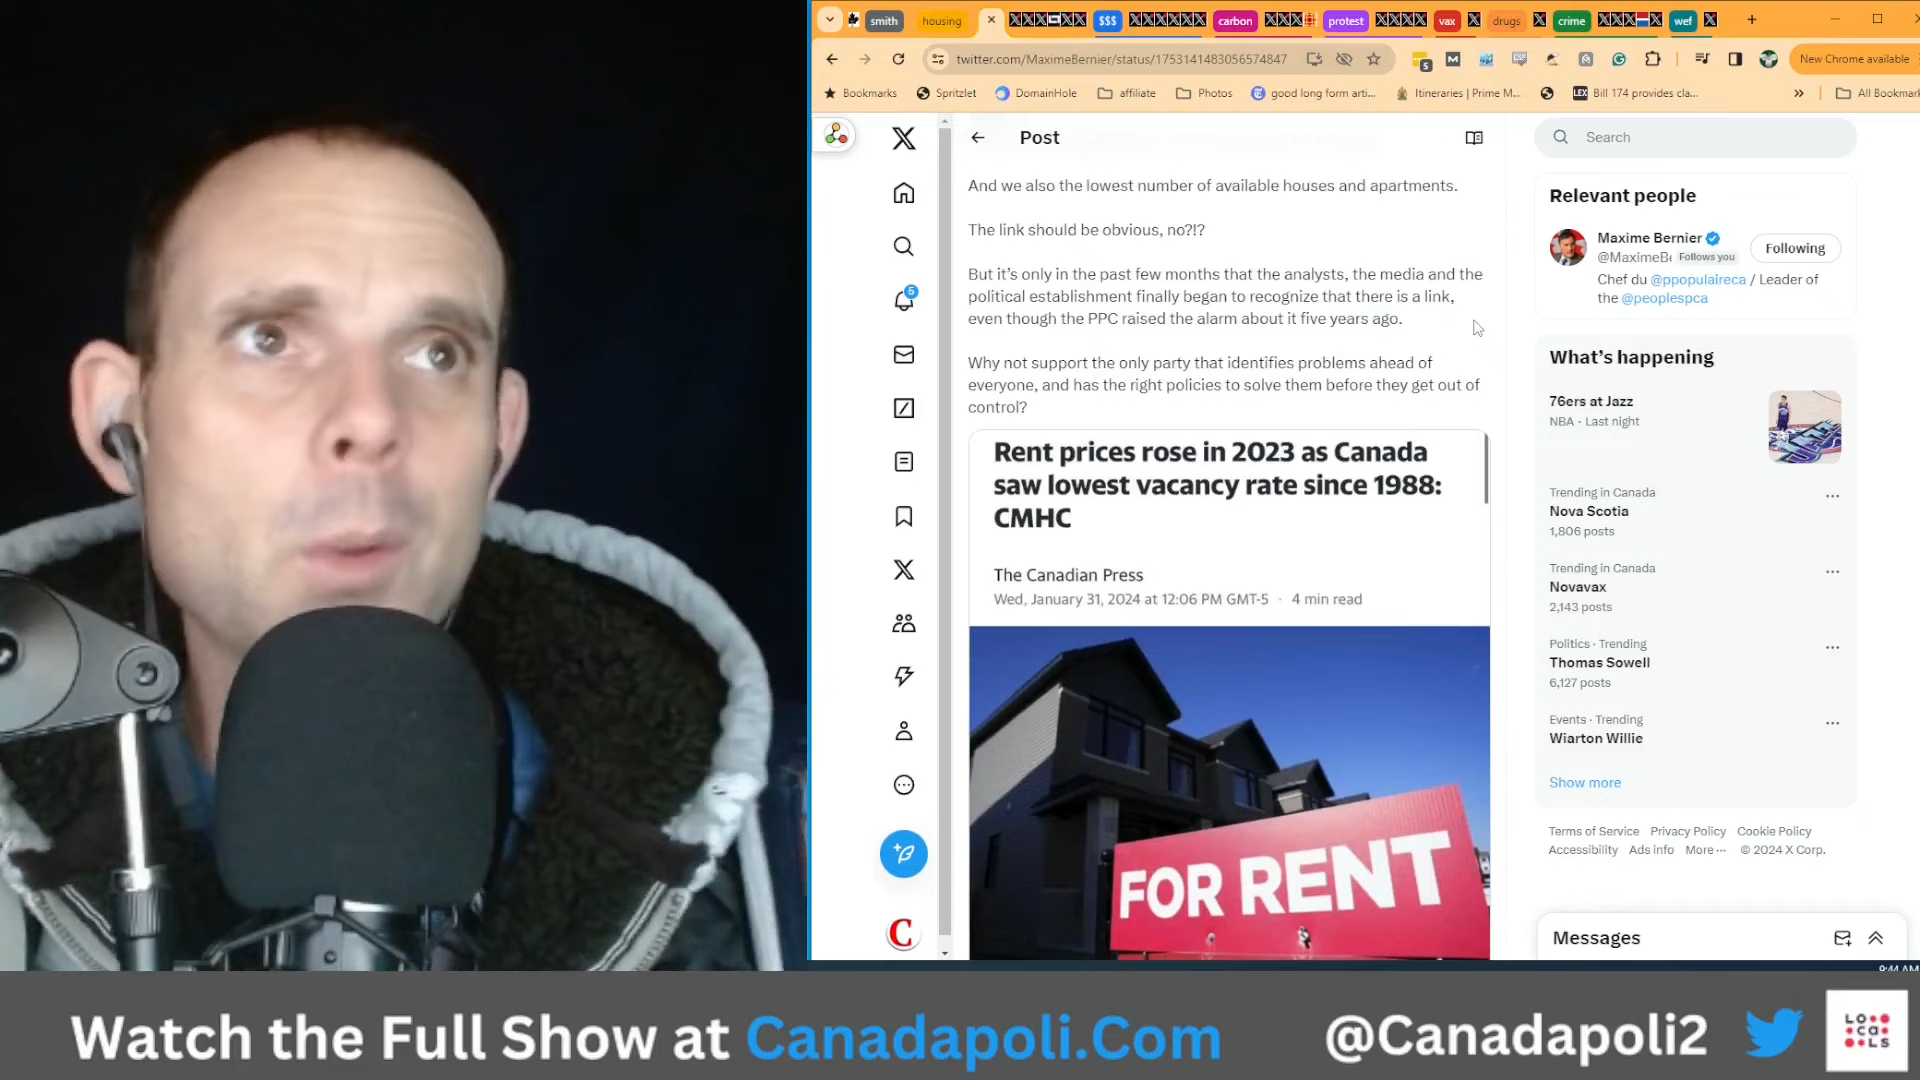 smith
housing
$$$
carbon
protest
vax
drugs
crime
wef
twitter.com/MaximeBernier/status/1753141483056574847
5
New Chrome available
Bookmarks
Spritzlet
DomainHole
affiliate
Photos
good long form arti...
Itineraries | Prime M...
LEX
Bill 174 provides cla...
All Bookmar
Post
And we also the lowest number of available houses and apartments.
The link should be obvious, no?!?
But it's only in the past few months that the analysts, the media and the
political establishment finally began to recognize that there is a link,
even though the PPC raised the alarm about it five years ago.
Why not support the only party that identifies problems ahead of
everyone, and has the right policies to solve them before they get out of
control?
Rent prices rose in 2023 as Canada
saw lowest vacancy rate since 1988:
CMHC
The Canadian Press
Wed, January 31, 2024 at 12:06 PM GMT-5 · 4 min read
FOR RENT
5
C
Search
Relevant people
Maxime Bernier
@MaximeBe
Follows you
Following
Chef du @ppopulaireca / Leader of
the @peoplespca
What's happening
76ers at Jazz
NBA · Last night
Trending in Canada
Nova Scotia
1,806 posts
Trending in Canada
Novavax
2,143 posts
Politics · Trending
Thomas Sowell
6,127 posts
Events · Trending
Wiarton Willie
Show more
Terms of Service Privacy Policy Cookie Policy
Accessibility Ads info More ··· © 2024 X Corp.
Messages
9:44 AM
Watch the Full Show at Canadapoli.Com
@Canadapoli2
LO
ca
LS